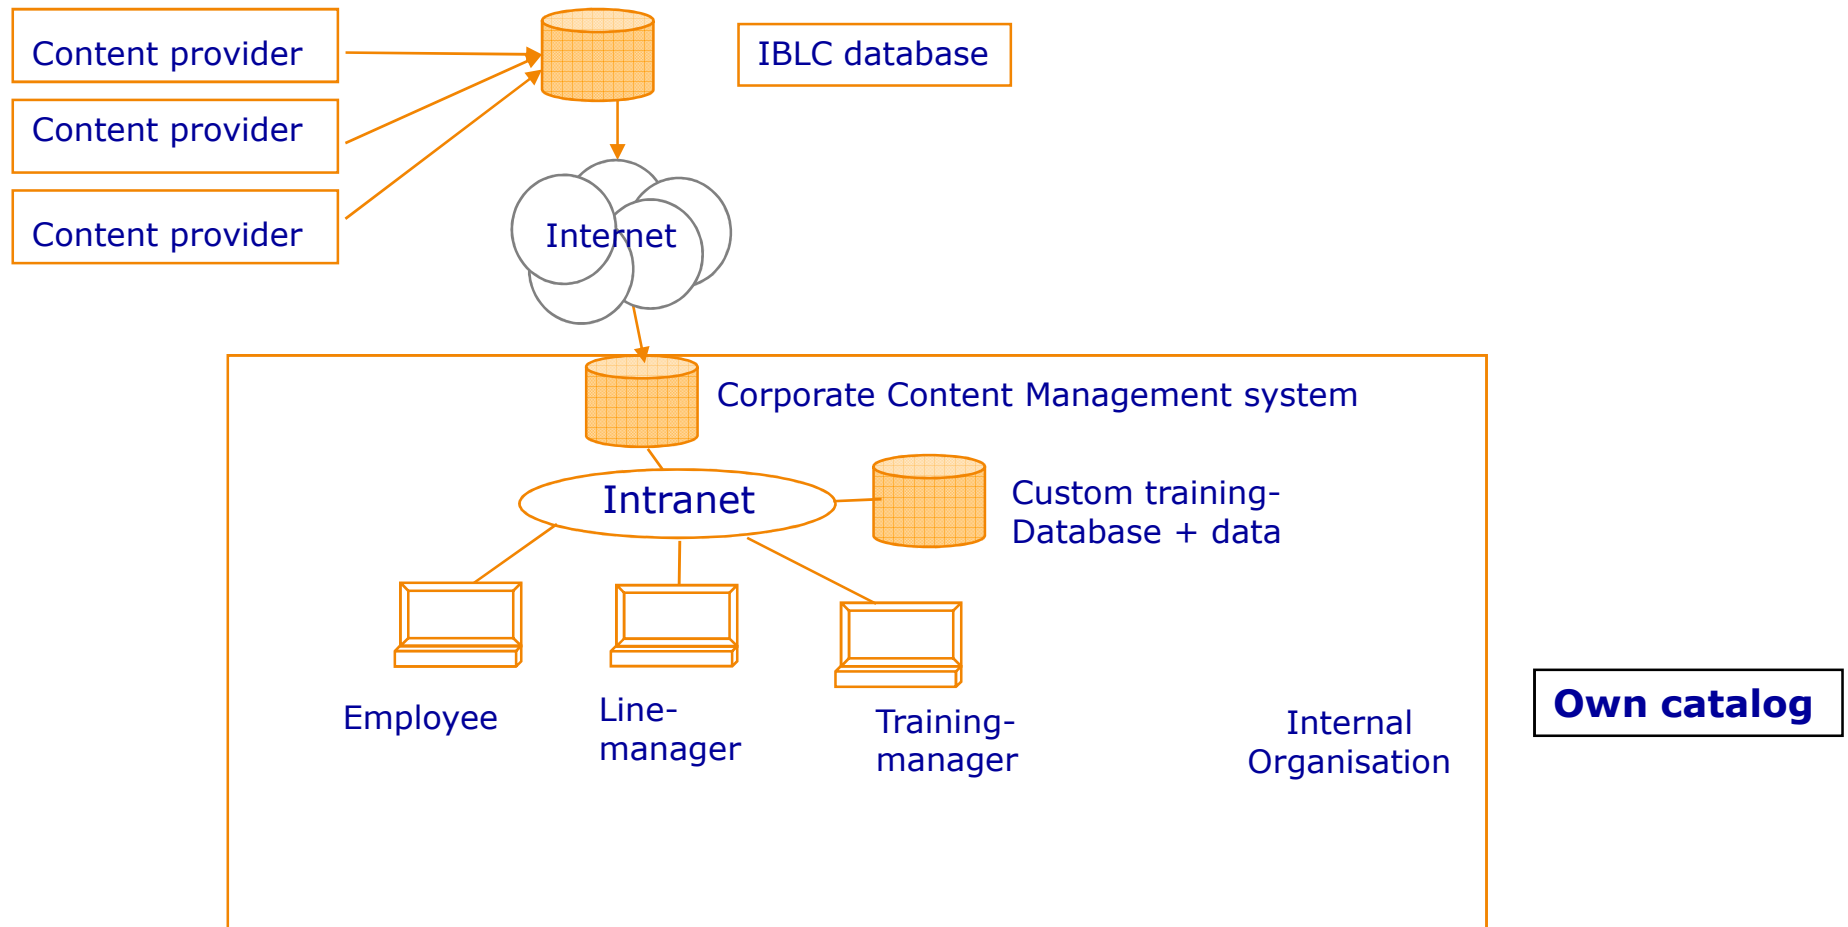 Content provider
IBLC database
Content provider
Content provider
Internet
Corporate Content Management system
Intranet
Custom training-
Database + data
Employee
Line-
manager
Training-
manager
Internal
Organisation
Own catalog